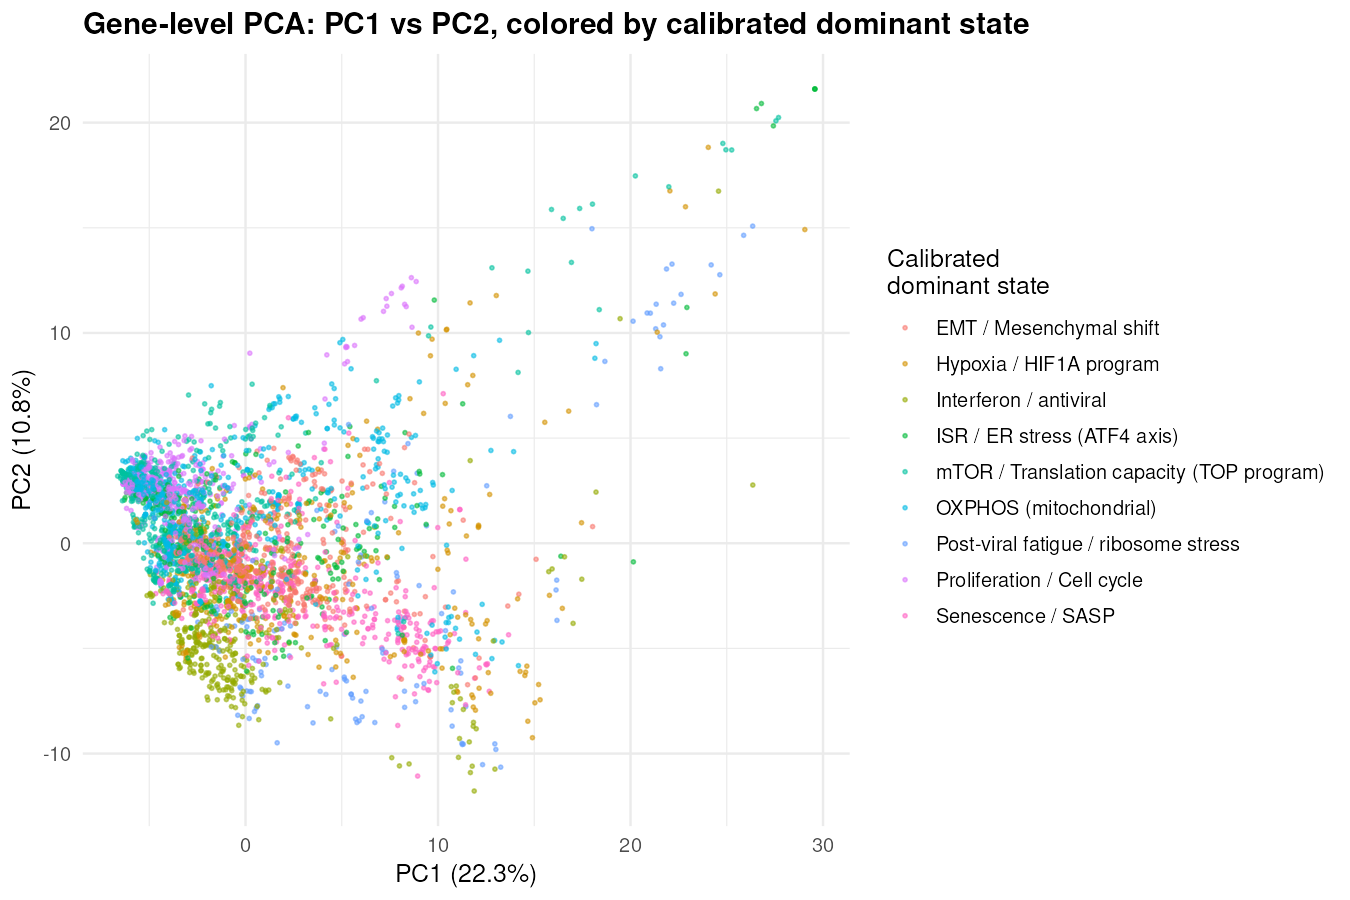 Gene-level PCA: PC1 vs PC2, colored by calibrated dominant state
PC2 (10.8%)
20
10
0
-10
0
10
20
30
PC1 (22.3%)
Calibrated
dominant state
EMT / Mesenchymal shift
Hypoxia / HIF1A program
Interferon / antiviral
ISR / ER stress (ATF4 axis)
mTOR / Translation capacity (TOP program)
OXPHOS (mitochondrial)
Post-viral fatigue / ribosome stress
Proliferation / Cell cycle
Senescence / SASP